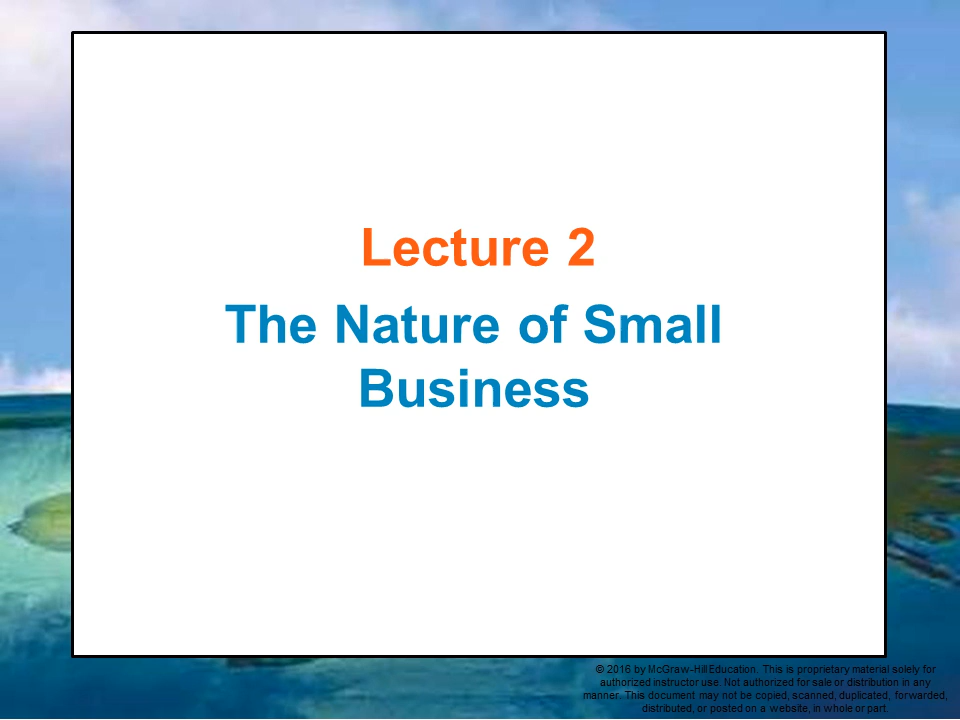 Lecture 2
The Nature of Small
Business
© 2016 by McGraw-Hill Education. This is proprietary material solely for
authorized instructor use. Not authorized for sale or distribution in any
manner. This document may not be copied, scanned, duplicated, forwarded,
distributed, or posted on a website, in whole or part.